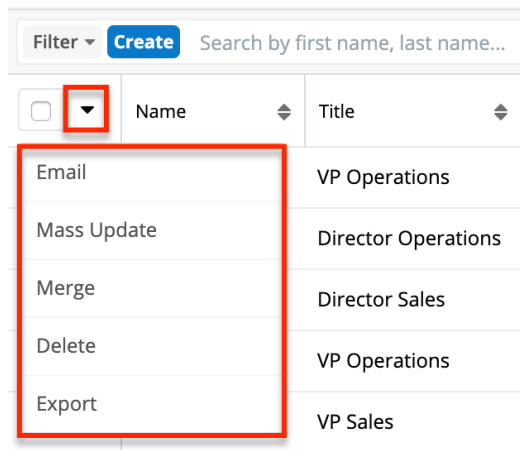 Filter Create Search by first name, last name...
Name Title
Email VP Operations
Mass Update Director Operations
Merge Director Sales
Delete VP Operations
Export VP Sales